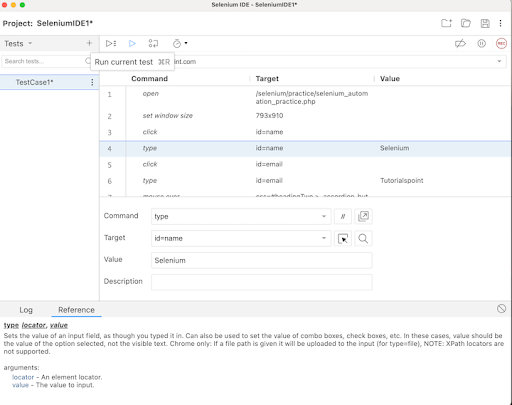 Selenium IDE - SeleniumIDE1*
Project: SeleniumIDE1*
Tests
Search tests...
Run current test ⌘R
int.com
TestCase1*
Command Target Value
1 open /selenium/practice/selenium_autom
ation_practice.php
2 set window size 793x910
3 click id=name
4 type id=name Selenium
5 click id=email
6 type id=email Tutorialspoint
Command type //
Target id=name
Value Selenium
Description
Log Reference
type locator, value
Sets the value of an input field, as though you typed it in. Can also be used to set the value of combo boxes, check boxes, etc. In these cases, value should be
the value of the option selected, not the visible text. Chrome only: If a file path is given it will be uploaded to the input (for type=file), NOTE: XPath locators are
not supported.
arguments:
locator - An element locator.
value - The value to input.